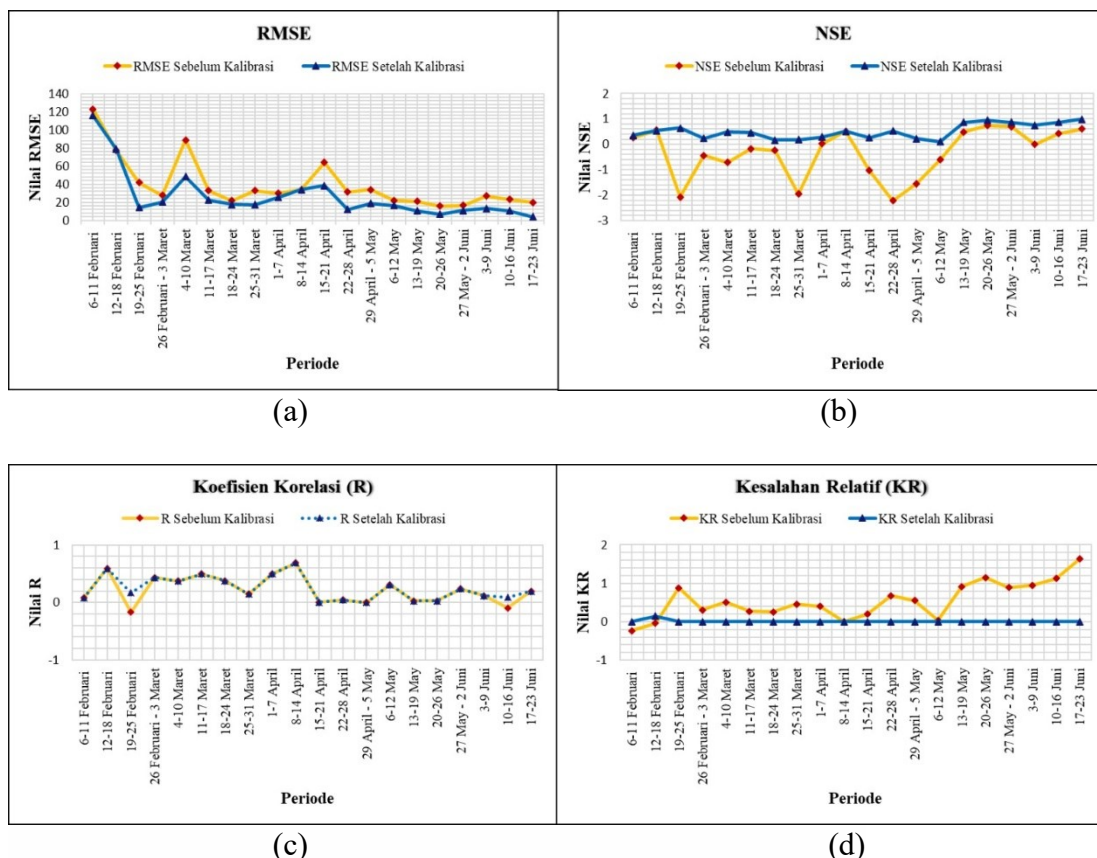 RMSE
RMSE Sebelum Kalibrasi
RMSE Setelah Kalibrasi
Nilai RMSE
140
120
100
80
60
40
20
0
6-11 Februari
12-18 Februari
19-25 Februari
26 Februari - 3 Maret
4-10 Maret
11-17 Maret
18-24 Maret
25-31 Maret
1-7 April
8-14 April
15-21 April
22-28 April
29 April - 5 May
6-12 May
13-19 May
20-26 May
27 May - 2 Juni
3-9 Juni
10-16 Juni
17-23 Juni
Periode
(a)
NSE
NSE Sebelum Kalibrasi
NSE Setelah Kalibrasi
Nilai NSE
2
1
0
-1
-2
-3
6-11 Februari
12-18 Februari
19-25 Februari
26 Februari - 3 Maret
4-10 Maret
11-17 Maret
18-24 Maret
25-31 Maret
1-7 April
8-14 April
15-21 April
22-28 April
29 April - 5 May
6-12 May
13-19 May
20-26 May
27 May - 2 Juni
3-9 Juni
10-16 Juni
17-23 Juni
Periode
(b)
Koefisien Korelasi (R)
R Sebelum Kalibrasi
R Setelah Kalibrasi
Nilai R
1
0
-1
6-11 Februari
12-18 Februari
19-25 Februari
26 Februari - 3 Maret
4-10 Maret
11-17 Maret
18-24 Maret
25-31 Maret
1-7 April
8-14 April
15-21 April
22-28 April
29 April - 5 May
6-12 May
13-19 May
20-26 May
27 May - 2 Juni
3-9 Juni
10-16 Juni
17-23 Juni
Periode
(c)
Kesalahan Relatif (KR)
KR Sebelum Kalibrasi
KR Setelah Kalibrasi
Nilai KR
2
1
0
-1
6-11 Februari
12-18 Februari
19-25 Februari
26 Februari - 3 Maret
4-10 Maret
11-17 Maret
18-24 Maret
25-31 Maret
1-7 April
8-14 April
15-21 April
22-28 April
29 April - 5 May
6-12 May
13-19 May
20-26 May
27 May - 2 Juni
3-9 Juni
10-16 Juni
17-23 Juni
Periode
(d)